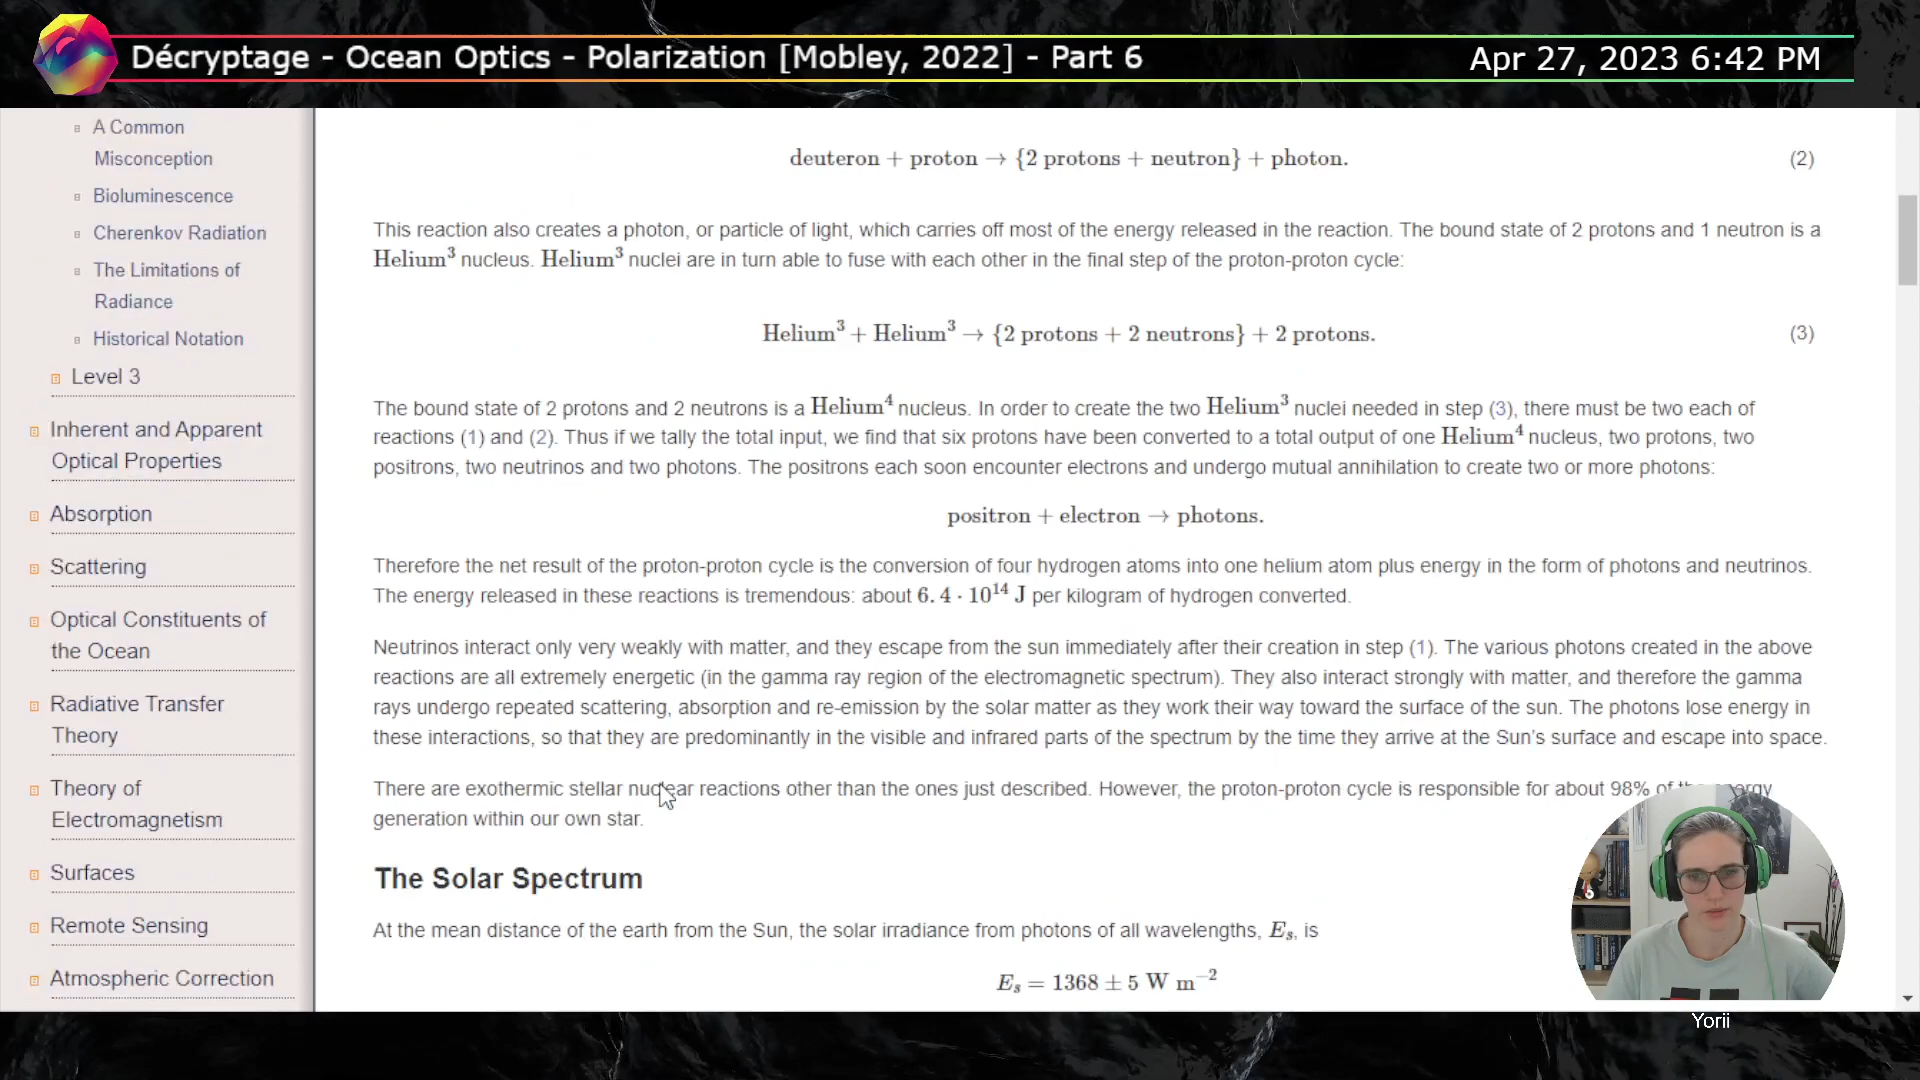 Décryptage - Ocean Optics - Polarization [Mobley, 2022] - Part 6
Apr 27, 2023 6:42 PM
A Common
Misconception
Bioluminescence
Cherenkov Radiation
The Limitations of
Radiance
Historical Notation
Level 3
Inherent and Apparent
Optical Properties
Absorption
Scattering
Optical Constituents of
the Ocean
Radiative Transfer
Theory
Theory of
Electromagnetism
Surfaces
Remote Sensing
Atmospheric Correction
deuteron + proton → {2 protons + neutron} + photon. (2)
This reaction also creates a photon, or particle of light, which carries off most of the energy released in the reaction. The bound state of 2 protons and 1 neutron is a
Helium³ nucleus. Helium³ nuclei are in turn able to fuse with each other in the final step of the proton-proton cycle:
Helium³ + Helium³ → {2 protons + 2 neutrons} + 2 protons. (3)
The bound state of 2 protons and 2 neutrons is a Helium⁴ nucleus. In order to create the two Helium³ nuclei needed in step (3), there must be two each of
reactions (1) and (2). Thus if we tally the total input, we find that six protons have been converted to a total output of one Helium⁴ nucleus, two protons, two
positrons, two neutrinos and two photons. The positrons each soon encounter electrons and undergo mutual annihilation to create two or more photons:
positron + electron → photons.
Therefore the net result of the proton-proton cycle is the conversion of four hydrogen atoms into one helium atom plus energy in the form of photons and neutrinos.
The energy released in these reactions is tremendous: about 6.4 · 10¹⁴ J per kilogram of hydrogen converted.
Neutrinos interact only very weakly with matter, and they escape from the sun immediately after their creation in step (1). The various photons created in the above
reactions are all extremely energetic (in the gamma ray region of the electromagnetic spectrum). They also interact strongly with matter, and therefore the gamma
rays undergo repeated scattering, absorption and re-emission by the solar matter as they work their way toward the surface of the sun. The photons lose energy in
these interactions, so that they are predominantly in the visible and infrared parts of the spectrum by the time they arrive at the Sun's surface and escape into space.
There are exothermic stellar nuclear reactions other than the ones just described. However, the proton-proton cycle is responsible for about 98% of
generation within our own star.
The Solar Spectrum
At the mean distance of the earth from the Sun, the solar irradiance from photons of all wavelengths, Eₛ, is
Eₛ = 1368 ± 5 W m⁻²
Yorii